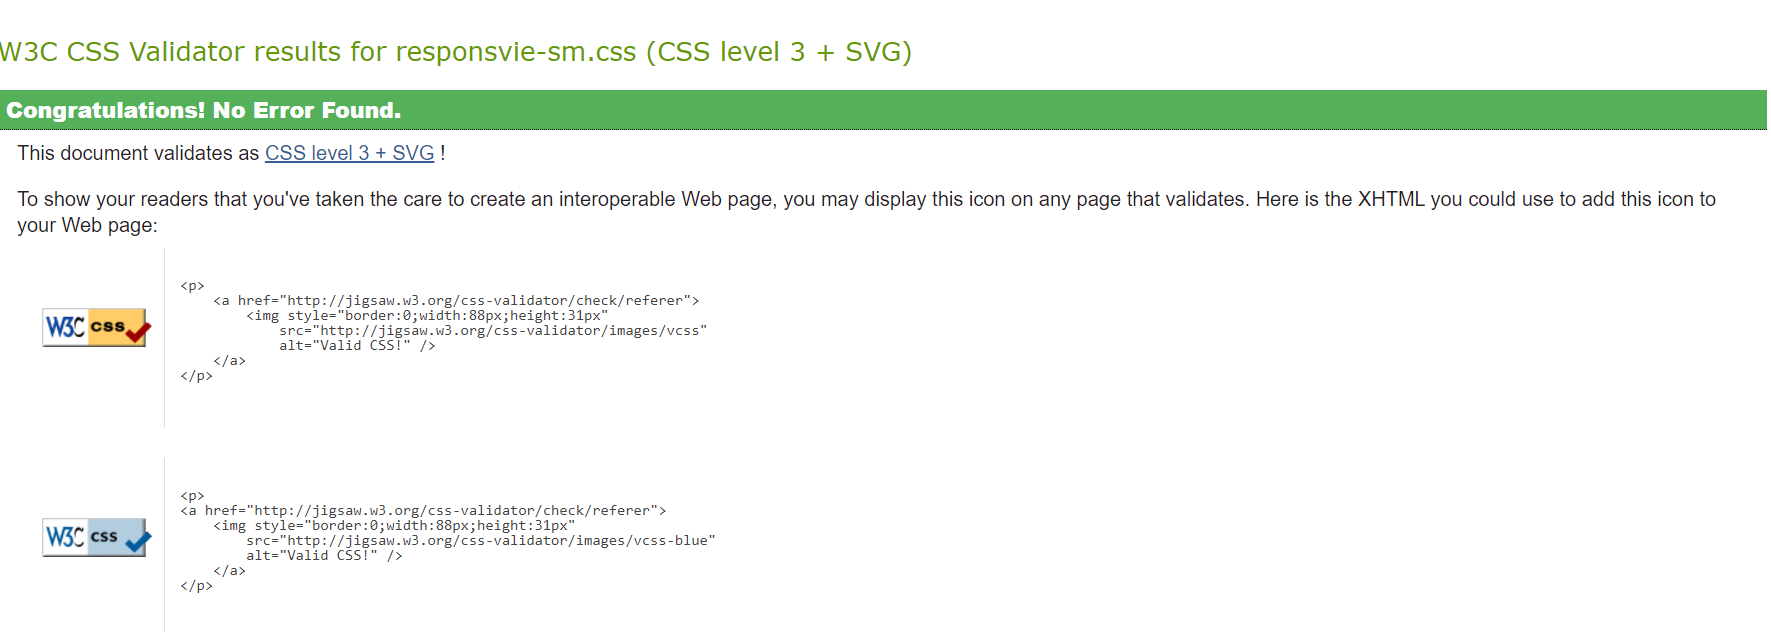 W3C CSS Validator results for responsvie-sm.css (CSS level 3 + SVG)
Congratulations! No Error Found.
This document validates as CSS level 3 + SVG !
To show your readers that you've taken the care to create an interoperable Web page, you may display this icon on any page that validates. Here is the XHTML you could use to add this icon to
your Web page:
W3C css
<p>
<a href="http://jigsaw.w3.org/css-validator/check/referer">
<img style="border:0;width:88px;height:31px"
src="http://jigsaw.w3.org/css-validator/images/vcss"
alt="Valid CSS!" />
</a>
</p>
W3C css
<p>
<a href="http://jigsaw.w3.org/css-validator/check/referer">
<img style="border:0;width:88px;height:31px"
src="http://jigsaw.w3.org/css-validator/images/vcss-blue"
alt="Valid CSS!" />
</a>
</p>